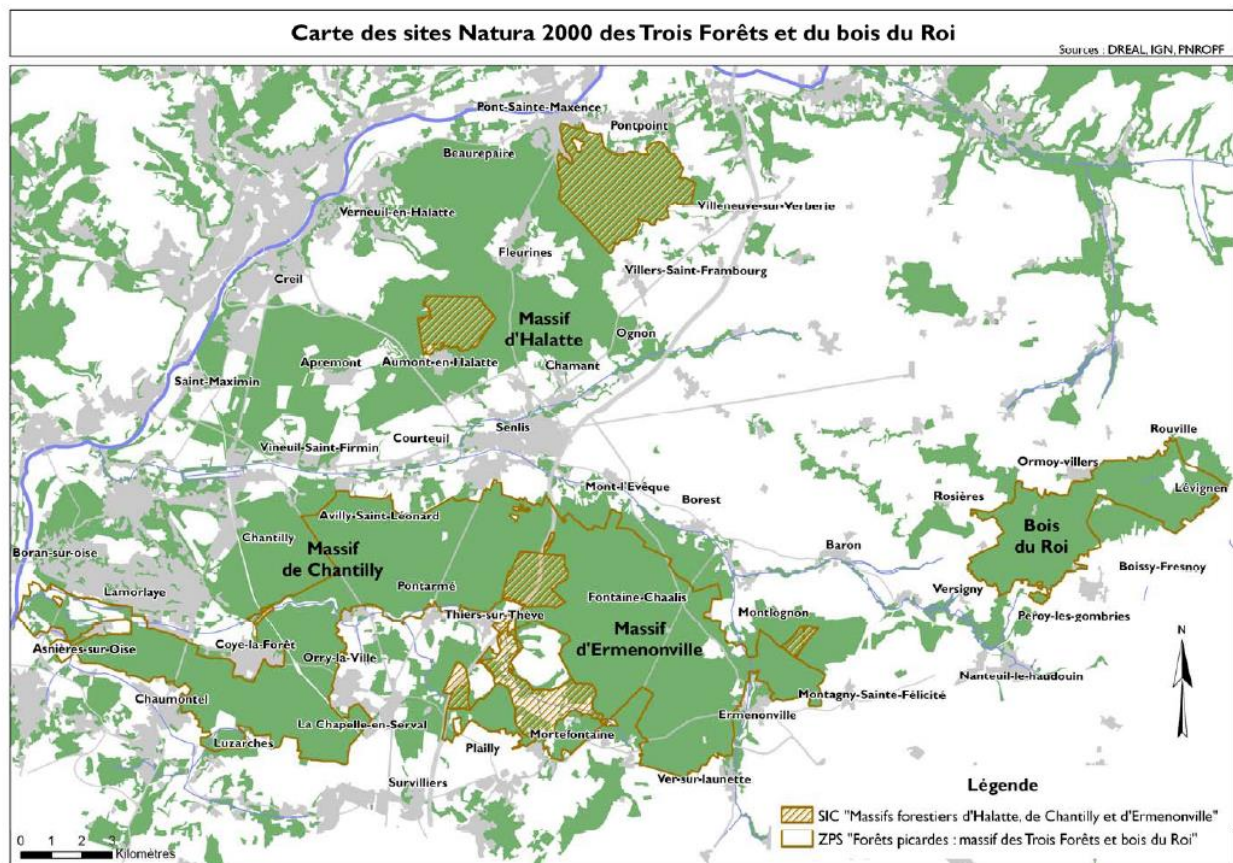 Carte des sites Natura 2000 des Trois Forêts et du bois du Roi
Sources : DREAL, IGN, PNROPF
Pont-Sainte-Maxence
Pontpoint
Beaurepaire
Verneuil-en-Halatte
Villeneuve-sur-Verberie
Fleurines
Villers-Saint-Frambourg
Creil
Massif
d'Halatte
Ognon
Apremont
Aumont-en-Halatte
Chamant
Saint-Maximin
Courteuil
Senlis
Vineuil-Saint-Firmin
Rouville
Ormoy-villers
Mont-l'Evêque
Borest
Rosières
Lévignen
Avilly-Saint-Léonard
Chantilly
Massif
de Chantilly
Bois
du Roi
Boran-sur-oise
Baron
Boissy-Fresnoy
Lamorlaye
Pontarmé
Fontaine-Chaalis
Versigny
Thiers-sur-Thève
Montlognon
Péroy-les-gombries
Massif
d'Ermenonville
Coye-la-Forêt
Asnières-sur-Oise
Orry-la-Ville
Nanteuil-le-haudouin
Chaumontel
Montagny-Sainte-Félicité
N
La Chapelle-en-Serval
Ermenonville
Luzarches
Plailly
Mortefontaine
Survilliers
Ver-sur-launette
Légende
SIC "Massifs forestiers d'Halatte, de Chantilly et d'Ermenonville"
ZPS "Forêts picardes : massif des Trois Forêts et bois du Roi"
0 1 2 3
Kilomètres